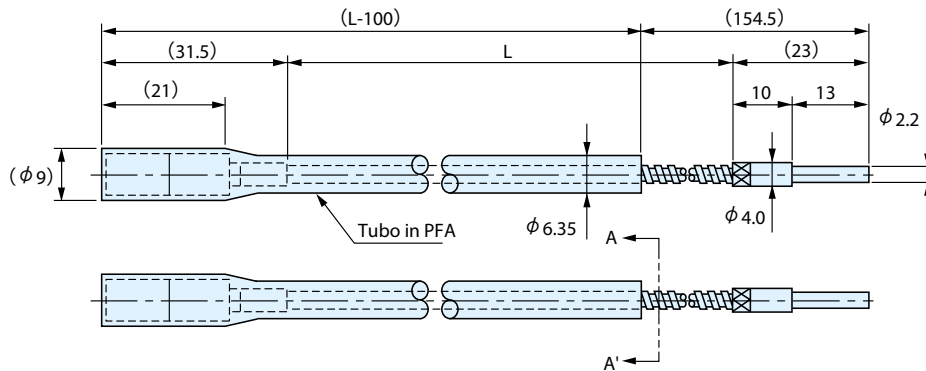 (L-100)
(154.5)
(31.5)
L
(23)
(21)
10
13
φ2.2
(φ9)
φ6.35
φ4.0
Tubo in PFA
A
A'